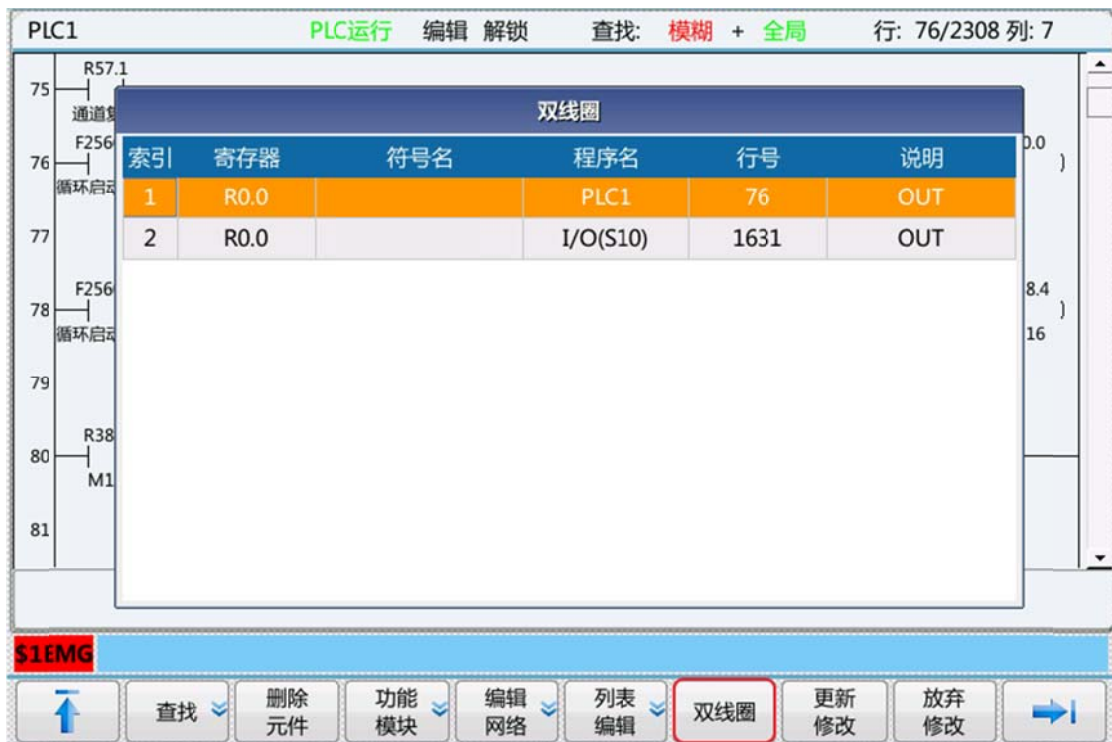 PLC1 PLC运行 编辑 解锁 查找: 模糊 + 全局 行: 76/2308 列: 7
R57.1
75
双线圈
索引 寄存器 符号名 程序名 行号 说明
1 R0.0 PLC1 76 OUT
2 R0.0 I/O(S10) 1631 OUT
76
循环启
77
F256
8.4
78
循环启
16
79
R38
80
M1
81
$1EMG
查找 删除元件 功能模块 编辑网络 列表编辑 双线圈 更新修改 放弃修改